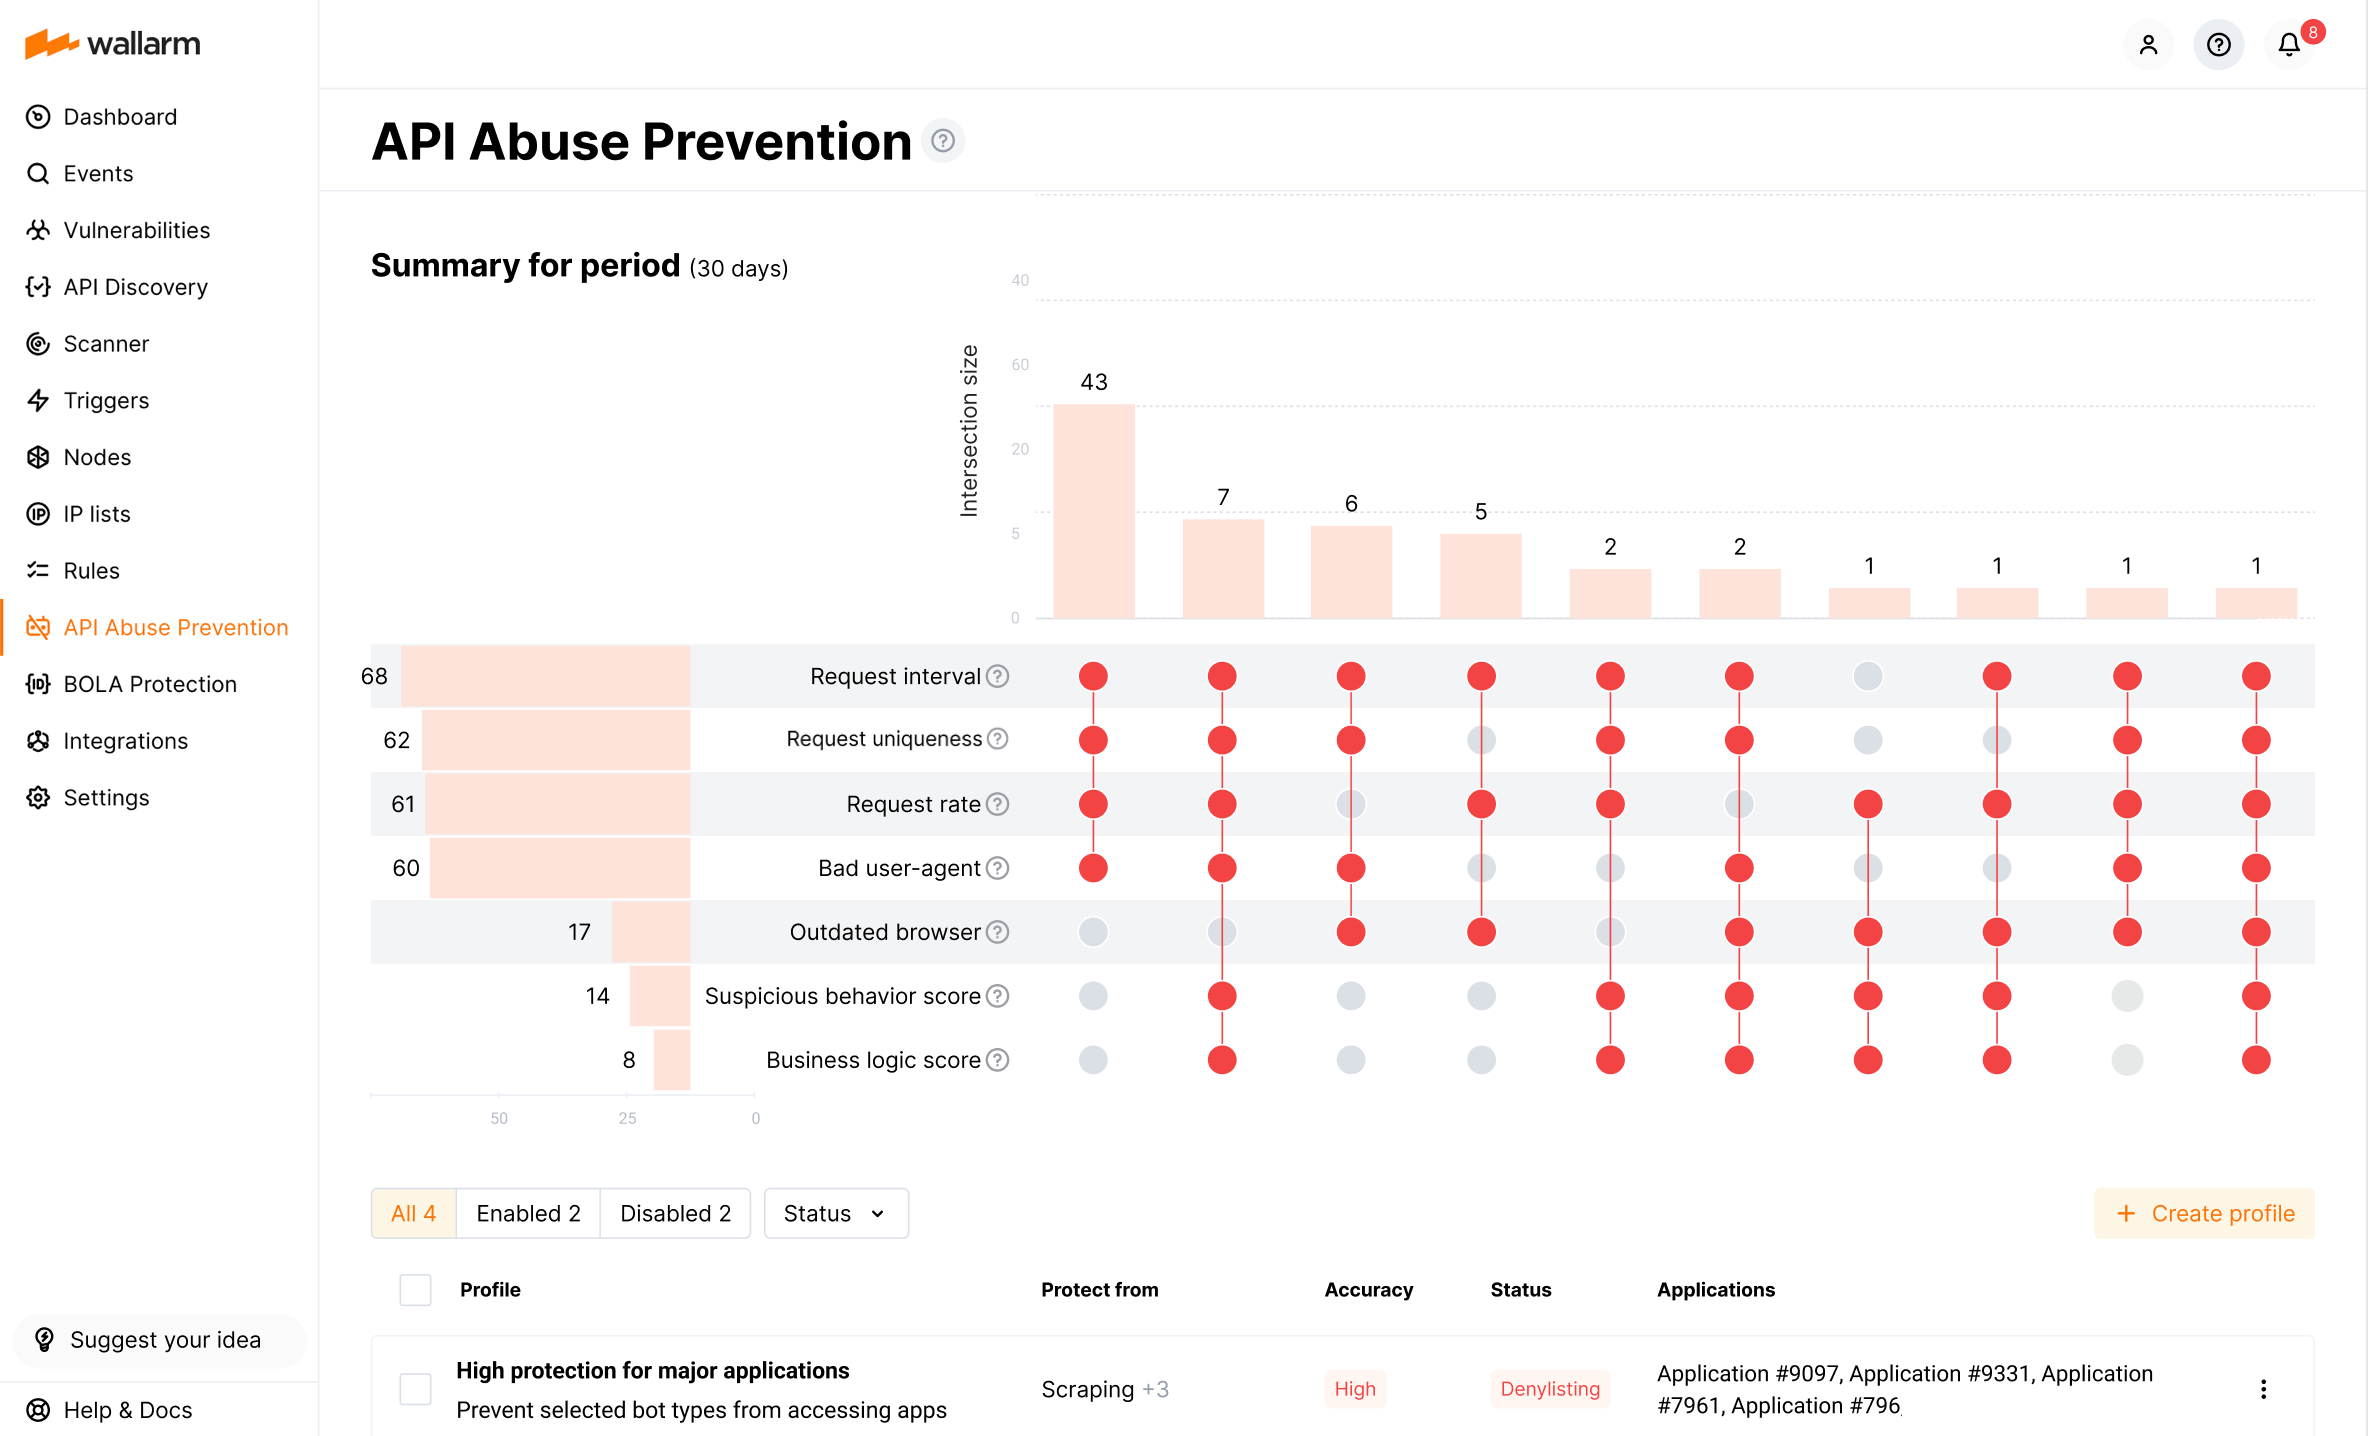 wallarm
8
Dashboard
Events
Vulnerabilities
API Discovery
Scanner
Triggers
Nodes
IP lists
Rules
API Abuse Prevention
BOLA Protection
Integrations
Settings
Suggest your idea
Help & Docs
API Abuse Prevention
Summary for period (30 days)
Intersection size
40
60
20
5
0
43
7
6
5
2
2
1
1
1
1
68
Request interval
62
Request uniqueness
61
Request rate
60
Bad user-agent
17
Outdated browser
14
Suspicious behavior score
8
Business logic score
50
25
0
All 4
Enabled 2
Disabled 2
Status
+ Create profile
Profile
Protect from
Accuracy
Status
Applications
High protection for major applications
Prevent selected bot types from accessing apps
Scraping +3
High
Denylisting
Application #9097, Application #9331, Application
#7961, Application #796,